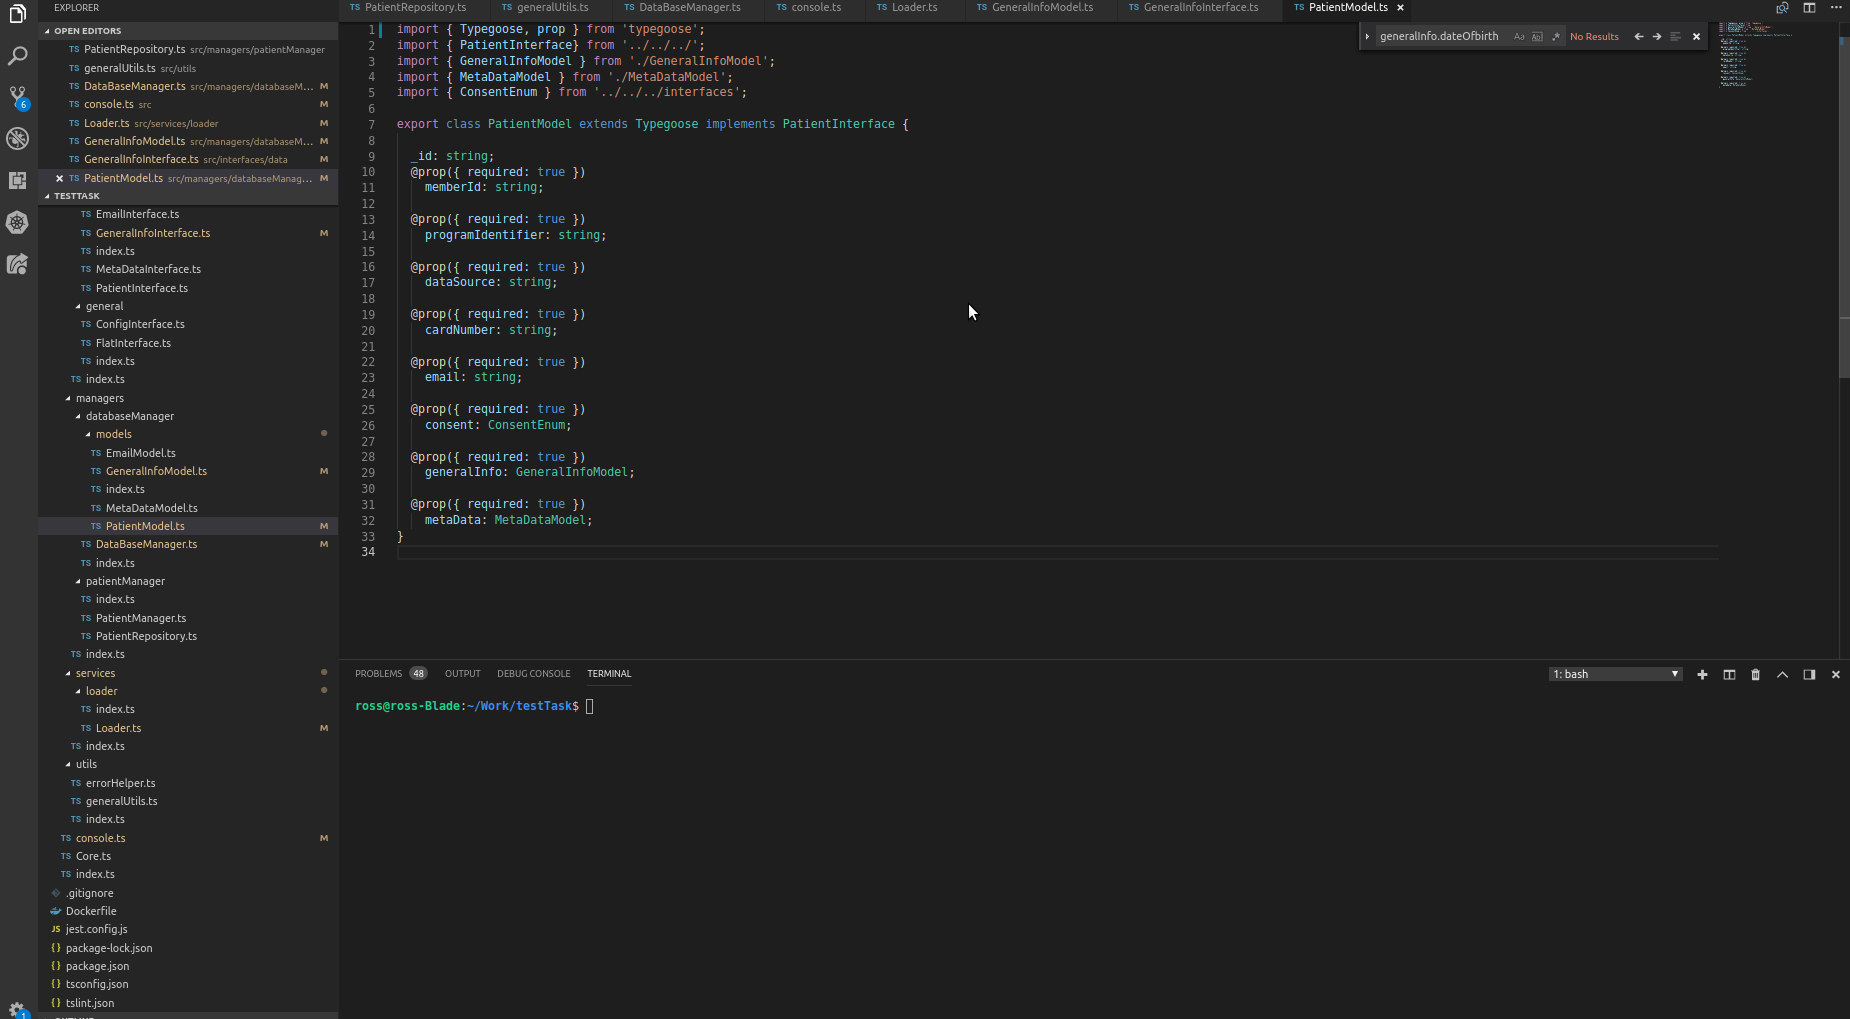 EXPLORER
OPEN EDITORS
TS PatientRepository.ts src/managers/patientManager
TS generalUtils.ts src/utils
TS DataBaseManager.ts src/managers/databaseM... M
TS console.ts src M
TS Loader.ts src/services/loader M
TS GeneralInfoModel.ts src/managers/databaseM... M
TS GeneralInfoInterface.ts src/interfaces/data M
TS PatientModel.ts src/managers/databaseManag... M
TESTTASK
TS EmailInterface.ts
TS GeneralInfoInterface.ts M
TS index.ts
TS MetaDataInterface.ts
TS PatientInterface.ts
general
TS ConfigInterface.ts
TS FlatInterface.ts
TS index.ts
TS index.ts
managers
databaseManager
models
TS EmailModel.ts
TS GeneralInfoModel.ts M
TS index.ts
TS MetaDataModel.ts
TS PatientModel.ts M
TS DataBaseManager.ts M
TS index.ts
patientManager
TS index.ts
TS PatientManager.ts
TS PatientRepository.ts
TS index.ts
services
loader
TS index.ts
TS Loader.ts M
TS index.ts
utils
TS errorHelper.ts
TS generalUtils.ts
TS index.ts
TS console.ts M
TS Core.ts
TS index.ts
.gitignore
Dockerfile
JS jest.config.js
{} package-lock.json
{} package.json
{} tsconfig.json
{} tslint.json
6
1
TS PatientRepository.ts TS generalUtils.ts TS DataBaseManager.ts TS console.ts TS Loader.ts TS GeneralInfoModel.ts TS GeneralInfoInterface.ts TS PatientModel.ts
generalInfo.dateOfbirth Aa Abl .* No Results
1 import { Typegoose, prop } from 'typegoose';
2 import { PatientInterface} from '../../../';
3 import { GeneralInfoModel } from './GeneralInfoModel';
4 import { MetaDataModel } from './MetaDataModel';
5 import { ConsentEnum } from '../../../interfaces';
6
7 export class PatientModel extends Typegoose implements PatientInterface {
8
9 _id: string;
10 @prop({ required: true })
11 memberId: string;
12
13 @prop({ required: true })
14 programIdentifier: string;
15
16 @prop({ required: true })
17 dataSource: string;
18
19 @prop({ required: true })
20 cardNumber: string;
21
22 @prop({ required: true })
23 email: string;
24
25 @prop({ required: true })
26 consent: ConsentEnum;
27
28 @prop({ required: true })
29 generalInfo: GeneralInfoModel;
30
31 @prop({ required: true })
32 metaData: MetaDataModel;
33 }
34
PROBLEMS 48 OUTPUT DEBUG CONSOLE TERMINAL 1: bash
ross@ross-Blade:~/Work/testTask$